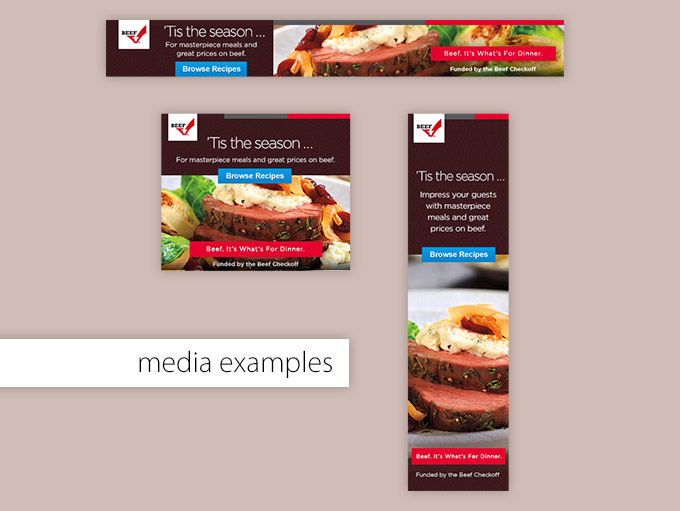 BEEF
'Tis the season ...
For masterpiece meals and
great prices on beef.
Browse Recipes
Beef. It's What's For Dinner.
Funded by the Beef Checkoff
BEEF
'Tis the season ...
For masterpiece meals and great prices on beef.
Browse Recipes
Beef. It's What's For Dinner.
Funded by the Beef Checkoff
BEEF
'Tis the season ...
Impress your guests
with masterpiece
meals and great
prices on beef.
Browse Recipes
Beef. It's What's For Dinner.
Funded by the Beef Checkoff
media examples